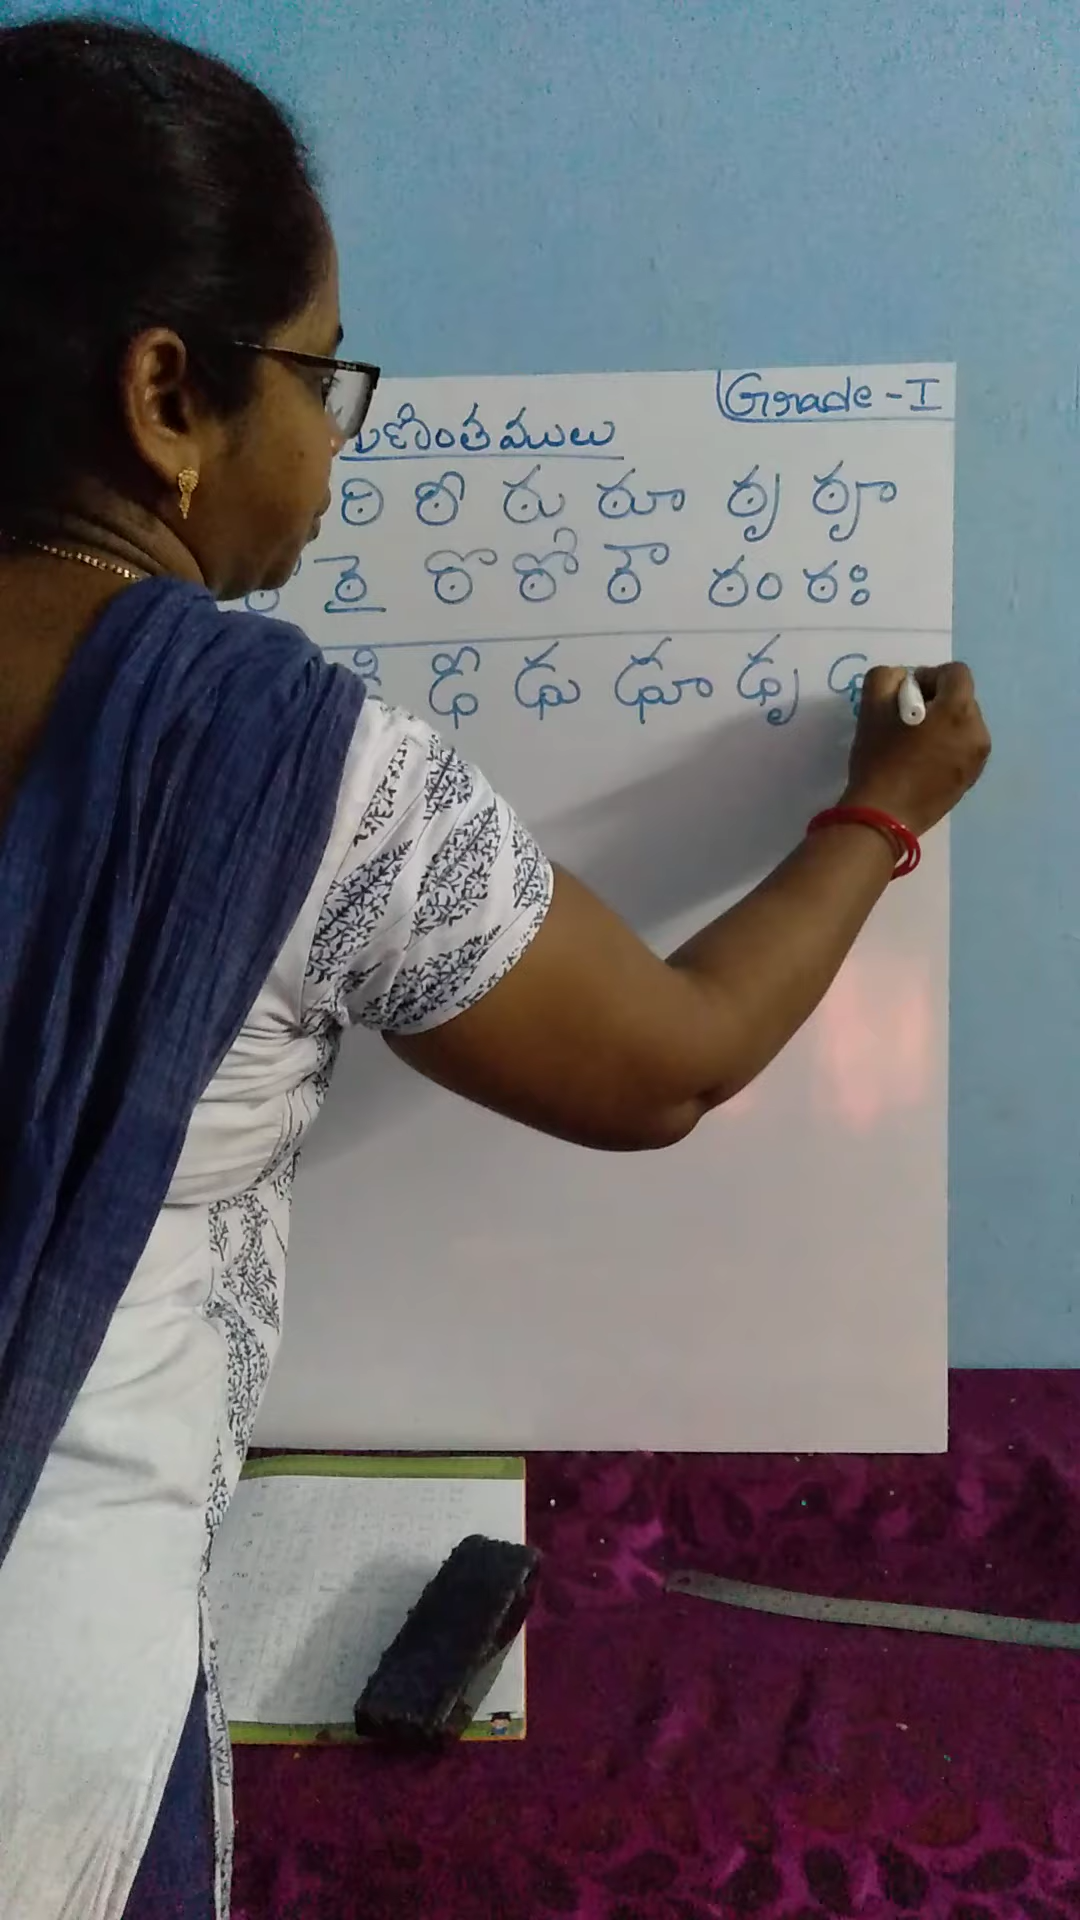 Grade - I
గుణింతములు
ఠి ఠీ ఠు ఠూ ఠృ ఠౄ
ఠై ఠొ ఠో ఠౌ ఠం ఠః
ఢీ ఢు ఢూ ఢృ